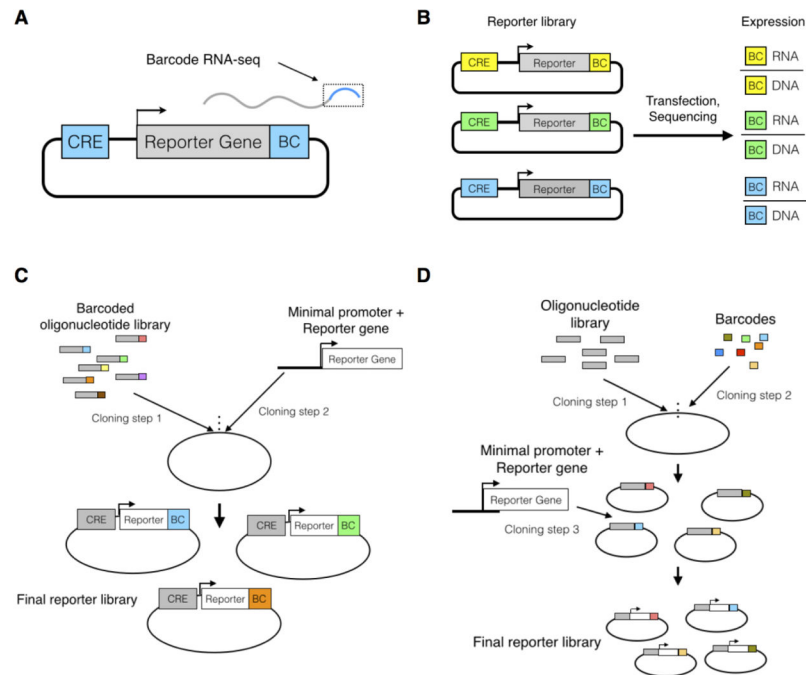 A
Barcode RNA-seq
CRE
Reporter Gene
BC
B
Reporter library
Expression
CRE
Reporter
BC
CRE
Reporter
BC
CRE
Reporter
BC
Transfection,
Sequencing
BC RNA
BC DNA
BC RNA
BC DNA
BC RNA
BC DNA
C
Barcoded
oligonucleotide library
Minimal promoter +
Reporter gene
Reporter Gene
Cloning step 1
Cloning step 2
CRE
Reporter
BC
CRE
Reporter
BC
Final reporter library
CRE
Reporter
BC
D
Oligonucleotide
library
Barcodes
Cloning step 1
Cloning step 2
Minimal promoter +
Reporter gene
Reporter Gene
Cloning step 3
Final reporter library